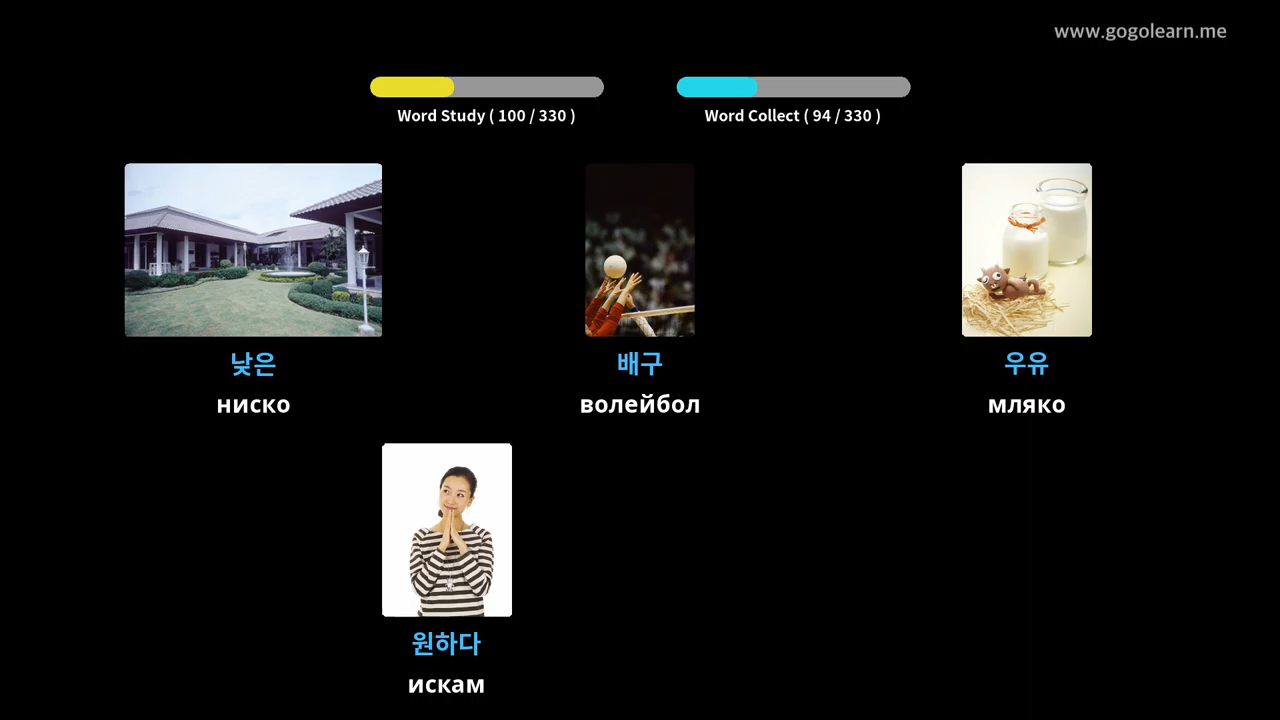 www.gogolearn.me
Word Study ( 100 / 330 )
Word Collect ( 94 / 330 )
낮은
ниско
배구
волейбол
우유
мляко
원하다
искам